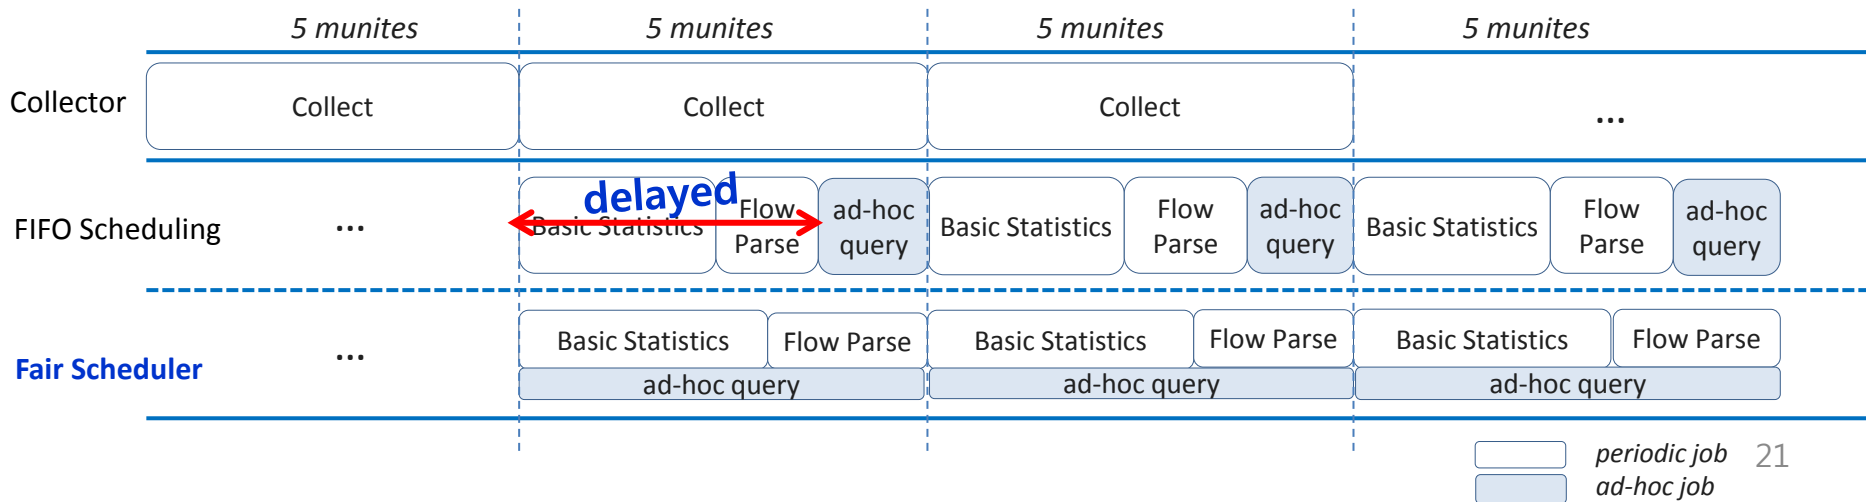 5 munites 5 munites 5 munites 5 munites
Collector Collect Collect Collect ...
delayed
FIFO Scheduling ... Basic Statistics Flow Parse ad-hoc query Basic Statistics Flow Parse ad-hoc query Basic Statistics Flow Parse ad-hoc query
Fair Scheduler ... Basic Statistics Flow Parse Basic Statistics Flow Parse Basic Statistics Flow Parse
ad-hoc query ad-hoc query ad-hoc query
periodic job 21
ad-hoc job